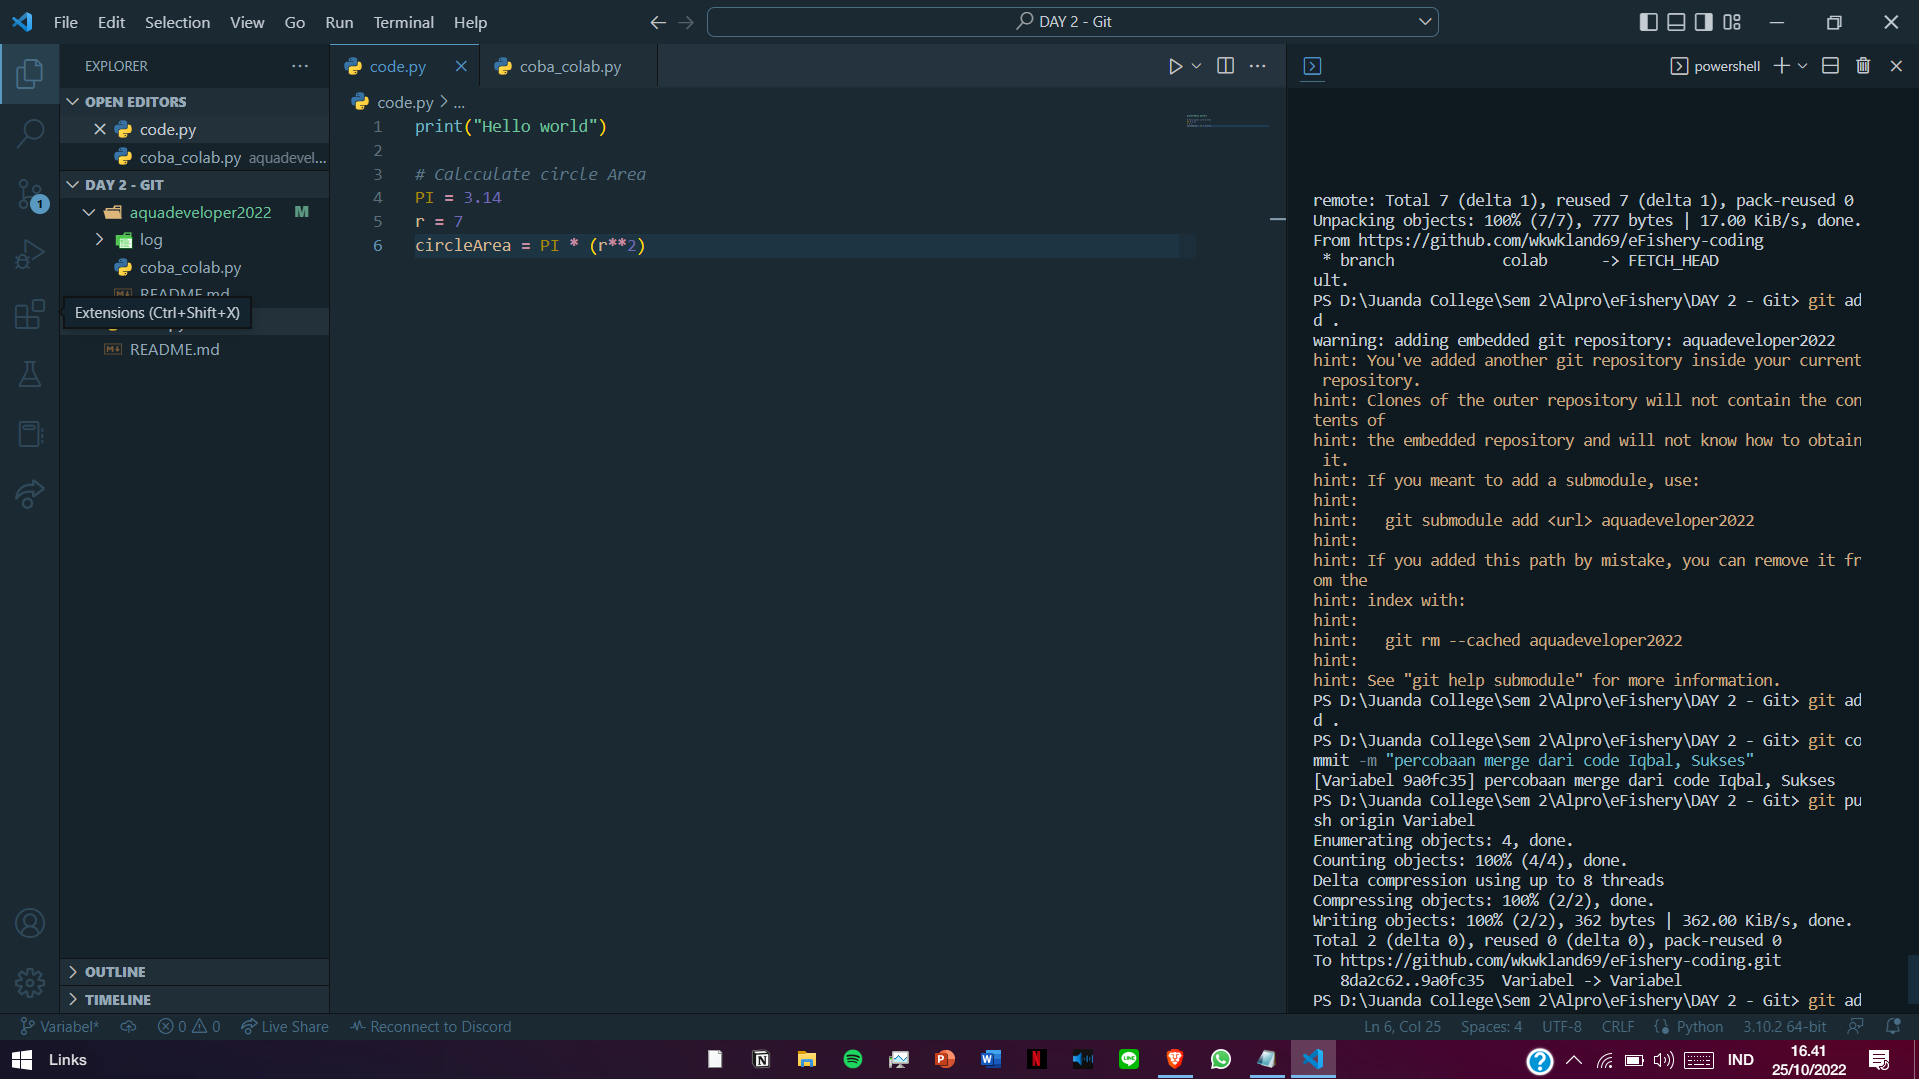 File Edit Selection View Go Run Terminal Help
DAY 2 - Git
EXPLORER
OPEN EDITORS
code.py
coba_colab.py aquadevel...
DAY 2 - GIT
aquadeveloper2022 M
log
coba_colab.py
README.md
Extensions (Ctrl+Shift+X)
README.md
OUTLINE
TIMELINE
1
code.py
coba_colab.py
code.py > ...
1 print("Hello world")
2
3 # Calcculate circle Area
4 PI = 3.14
5 r = 7
6 circleArea = PI * (r**2)
powershell
remote: Total 7 (delta 1), reused 7 (delta 1), pack-reused 0
Unpacking objects: 100% (7/7), 777 bytes | 17.00 KiB/s, done.
From https://github.com/wkwkland69/eFishery-coding
* branch colab -> FETCH_HEAD
ult.
PS D:\Juanda College\Sem 2\Alpro\eFishery\DAY 2 - Git> git ad
d .
warning: adding embedded git repository: aquadeveloper2022
hint: You've added another git repository inside your current
repository.
hint: Clones of the outer repository will not contain the con
tents of
hint: the embedded repository and will not know how to obtain
it.
hint: If you meant to add a submodule, use:
hint:
hint: git submodule add <url> aquadeveloper2022
hint:
hint: If you added this path by mistake, you can remove it fr
om the
hint: index with:
hint:
hint: git rm --cached aquadeveloper2022
hint:
hint: See "git help submodule" for more information.
PS D:\Juanda College\Sem 2\Alpro\eFishery\DAY 2 - Git> git ad
d .
PS D:\Juanda College\Sem 2\Alpro\eFishery\DAY 2 - Git> git co
mmit -m "percobaan merge dari code Iqbal, Sukses"
[Variabel 9a0fc35] percobaan merge dari code Iqbal, Sukses
PS D:\Juanda College\Sem 2\Alpro\eFishery\DAY 2 - Git> git pu
sh origin Variabel
Enumerating objects: 4, done.
Counting objects: 100% (4/4), done.
Delta compression using up to 8 threads
Compressing objects: 100% (2/2), done.
Writing objects: 100% (2/2), 362 bytes | 362.00 KiB/s, done.
Total 2 (delta 0), reused 0 (delta 0), pack-reused 0
To https://github.com/wkwkland69/eFishery-coding.git
8da2c62..9a0fc35 Variabel -> Variabel
PS D:\Juanda College\Sem 2\Alpro\eFishery\DAY 2 - Git> git ad
Variabel* 0 0 Live Share Reconnect to Discord
Ln 6, Col 25 Spaces: 4 UTF-8 CRLF Python 3.10.2 64-bit
Links
IND
16.41
25/10/2022